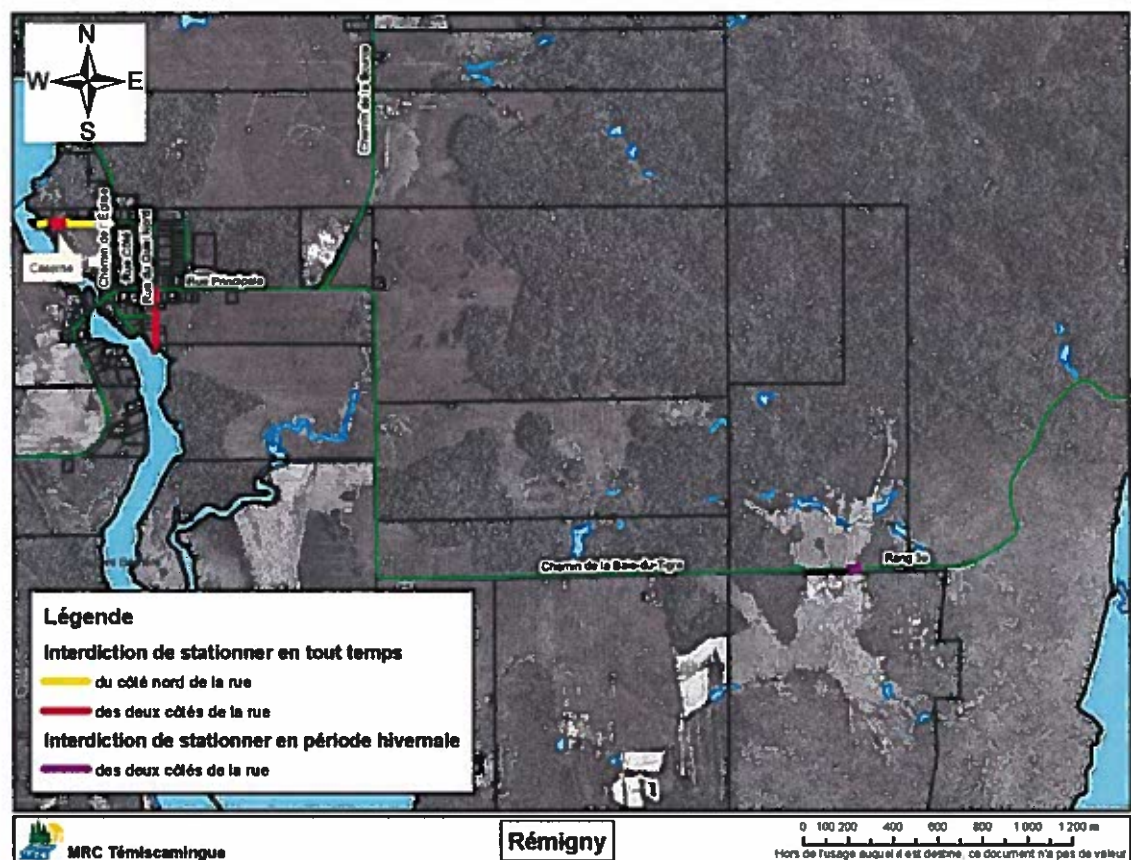 N
W E
S
Chemin de l'Église
Rue Côté
Rue du Quai Nord
Caserne
Rue Principale
Chemin de la Baie-du-Tigre
Rang 3e
Légende
Interdiction de stationner en tout temps
du côté nord de la rue
des deux côtés de la rue
Interdiction de stationner en période hivernale
des deux côtés de la rue
MRC Témiscamingue
Rémigny
0 100 200 400 600 800 1 000 1 200 m
Hors de l'usage auquel il est destiné, ce document n'a pas de valeur